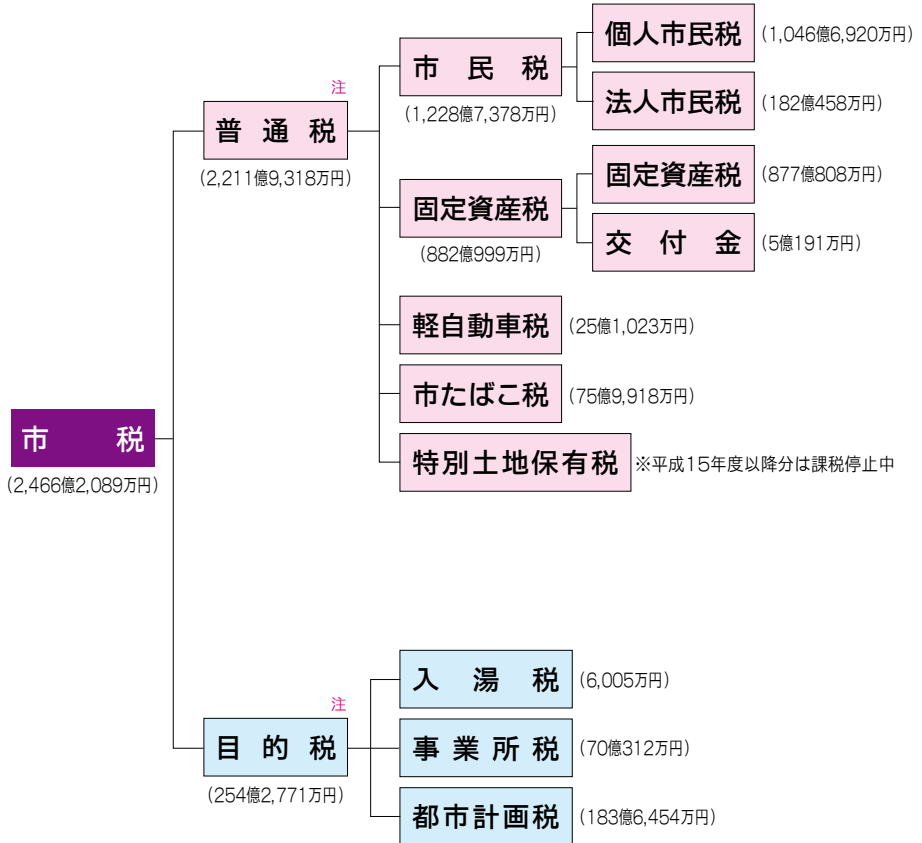 市税
(2,466億2,089万円)
注
普通税
(2,211億9,318万円)
市民税
(1,228億7,378万円)
個人市民税
(1,046億6,920万円)
法人市民税
(182億458万円)
固定資産税
(882億999万円)
固定資産税
(877億808万円)
交付金
(5億191万円)
軽自動車税
(25億1,023万円)
市たばこ税
(75億9,918万円)
特別土地保有税
※平成15年度以降分は課税停止中
注
目的税
(254億2,771万円)
入湯税
(6,005万円)
事業所税
(70億312万円)
都市計画税
(183億6,454万円)